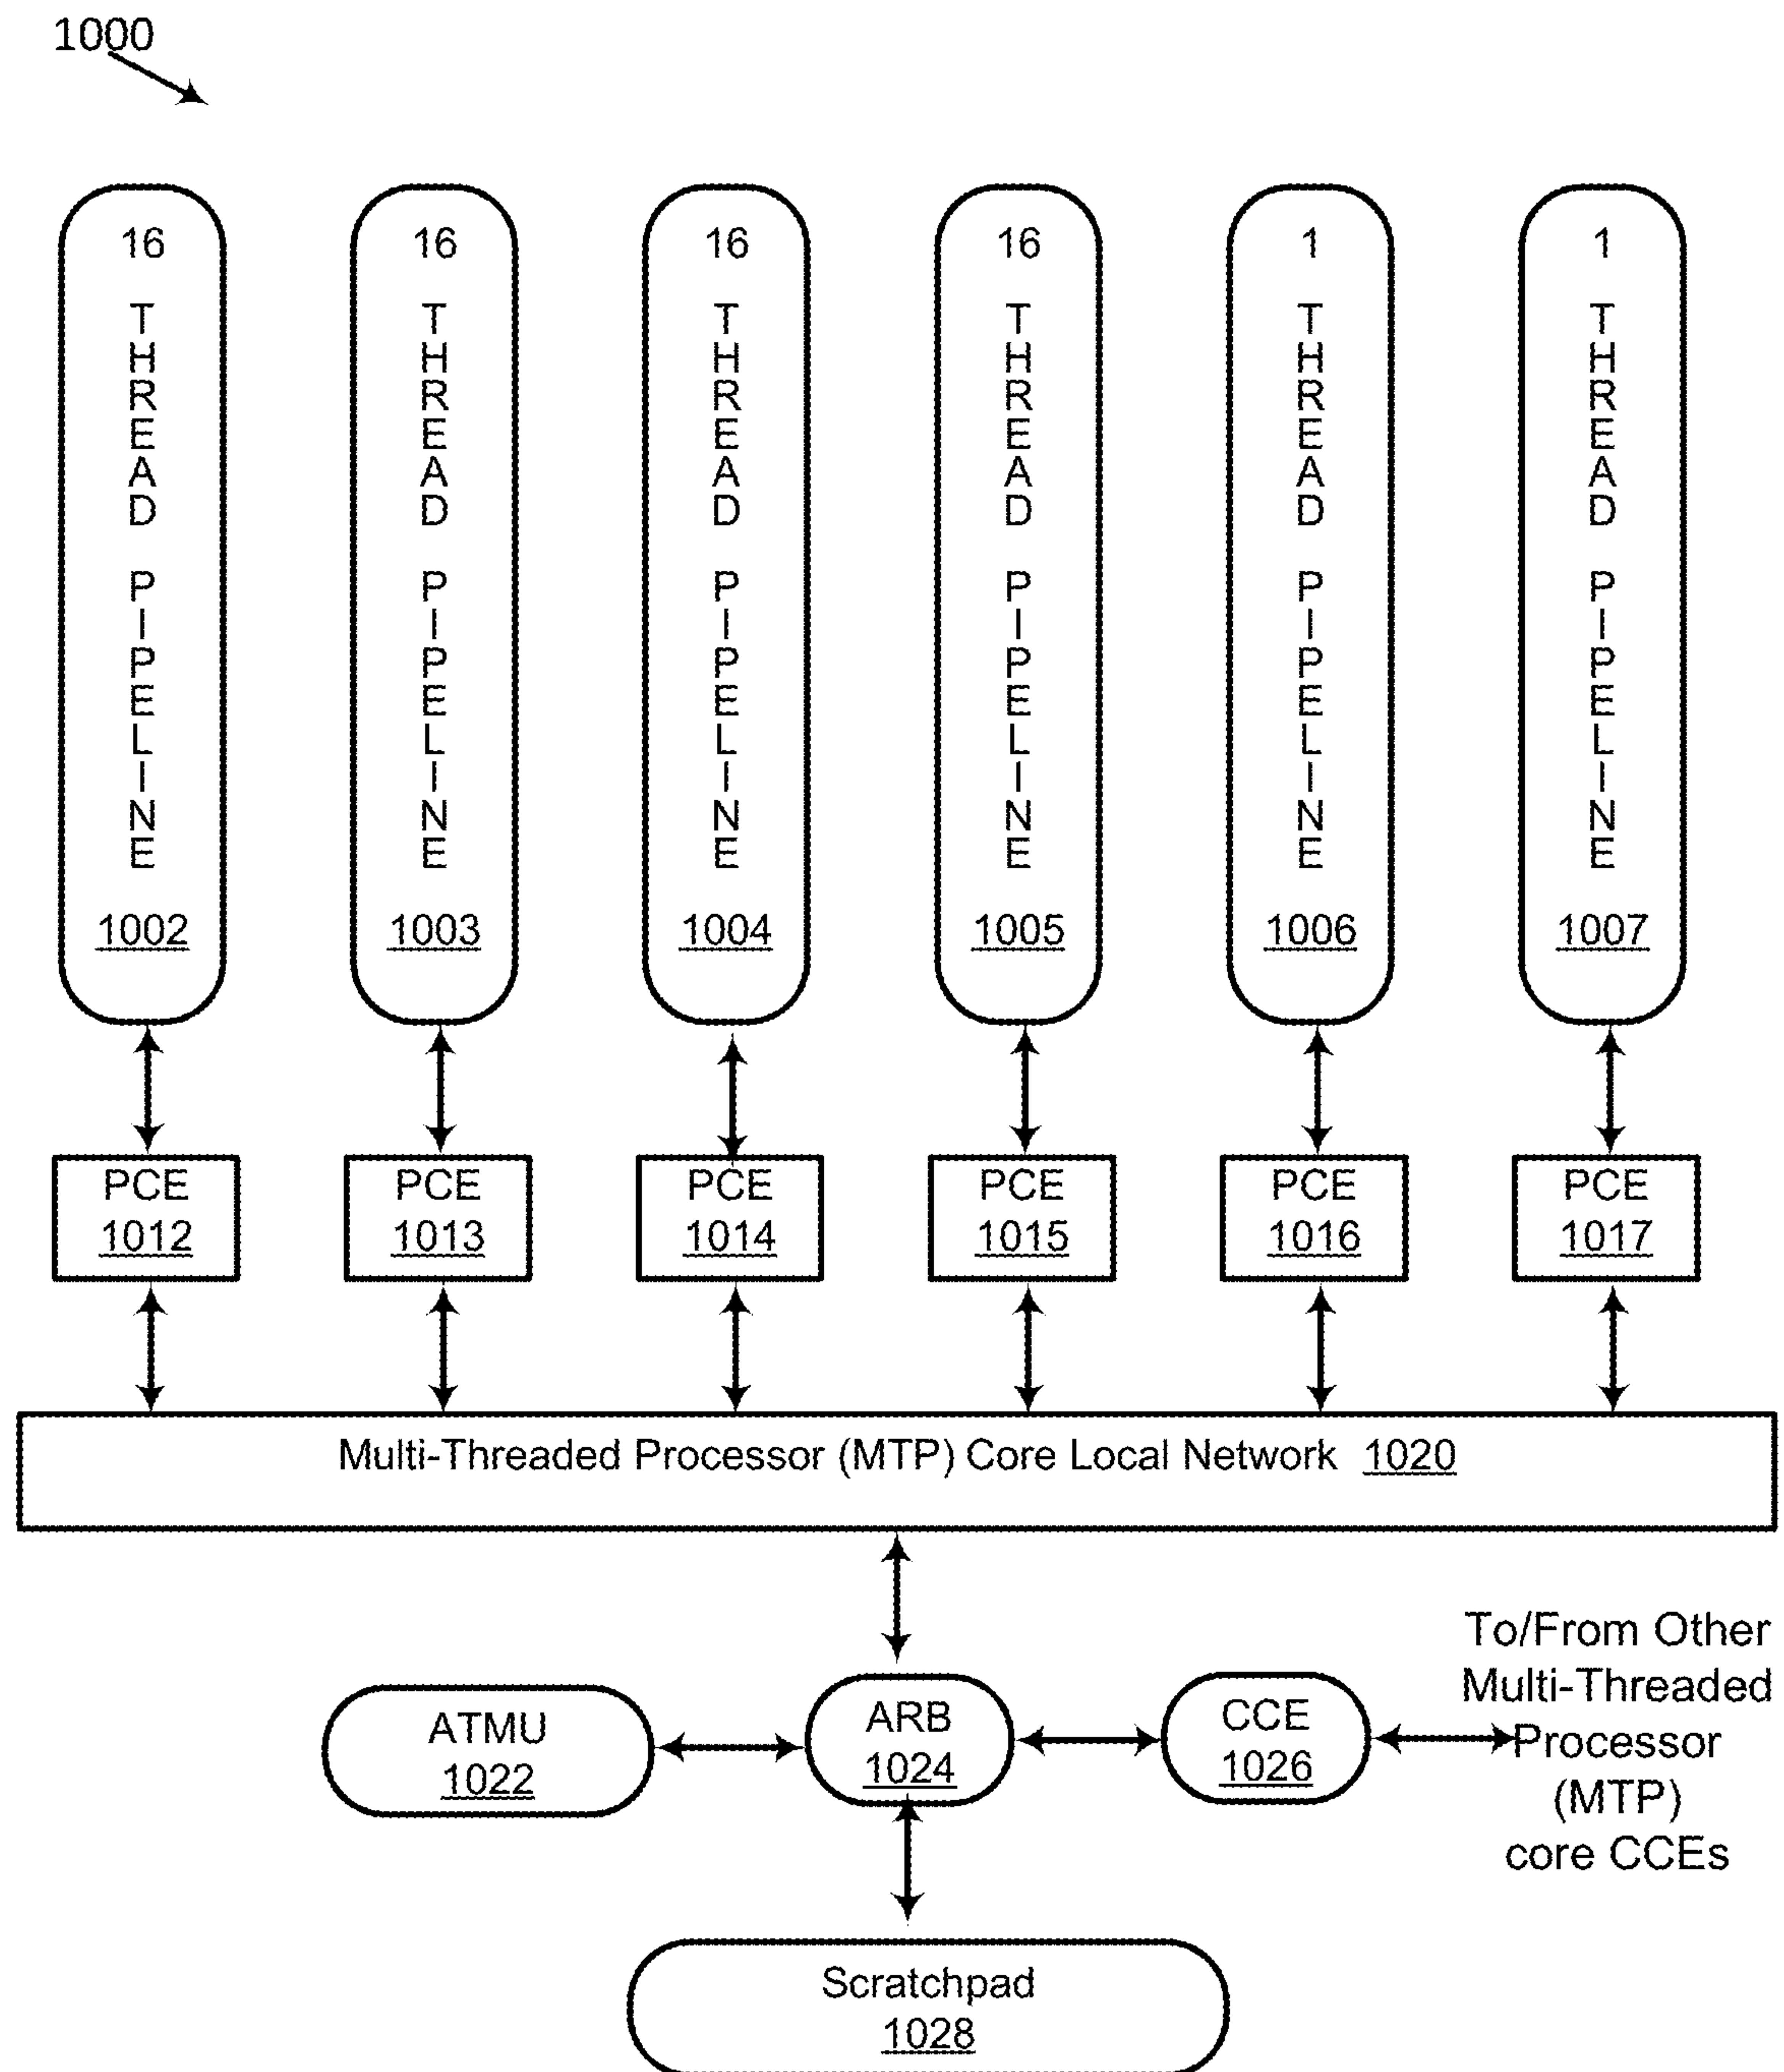 1000
16 THREAD PIPELINE 1002
16 THREAD PIPELINE 1003
16 THREAD PIPELINE 1004
16 THREAD PIPELINE 1005
1 THREAD PIPELINE 1006
1 THREAD PIPELINE 1007
PCE
1012
PCE
1013
PCE
1014
PCE
1015
PCE
1016
PCE
1017
Multi-Threaded Processor (MTP) Core Local Network 1020
ATMU
1022
ARB
1024
CCE
1026
To/From Other
Multi-Threaded
Processor
(MTP)
core CCEs
Scratchpad
1028